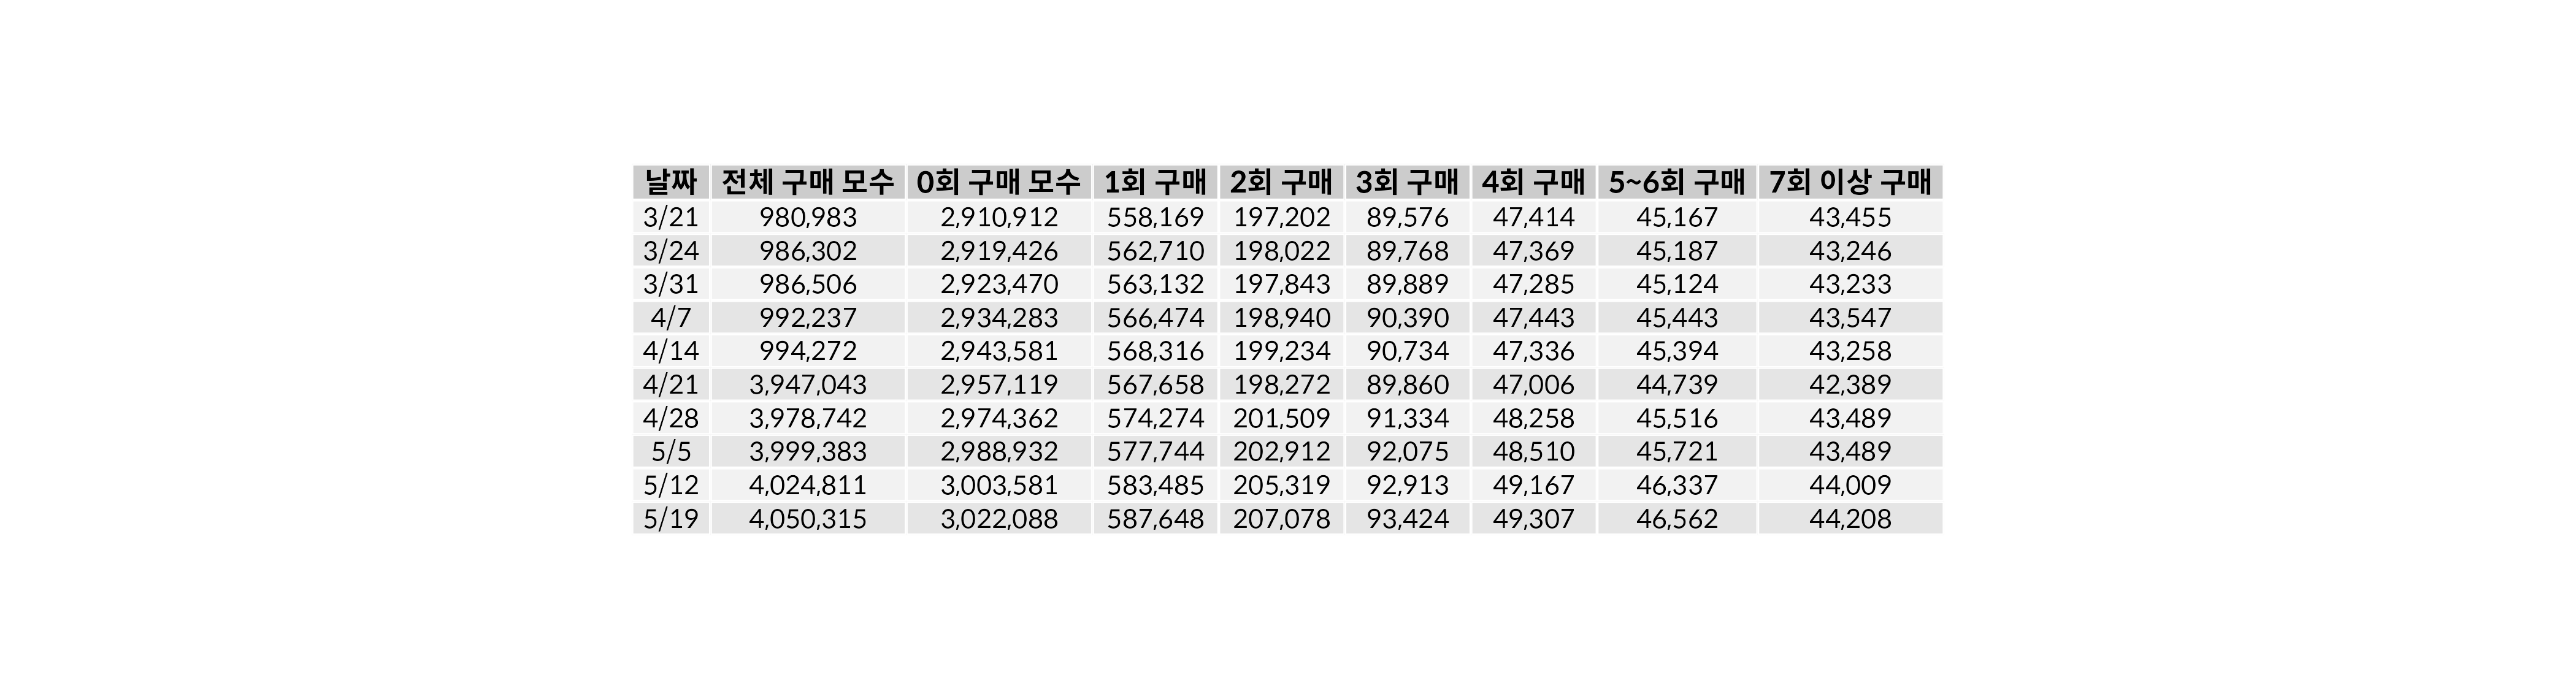 날짜 전체 구매 모수 0회 구매 모수 1회 구매 2회 구매 3회 구매 4회 구매 5~6회 구매 7회 이상 구매
3/21 980,983 2,910,912 558,169 197,202 89,576 47,414 45,167 43,455
3/24 986,302 2,919,426 562,710 198,022 89,768 47,369 45,187 43,246
3/31 986,506 2,923,470 563,132 197,843 89,889 47,285 45,124 43,233
4/7 992,237 2,934,283 566,474 198,940 90,390 47,443 45,443 43,547
4/14 994,272 2,943,581 568,316 199,234 90,734 47,336 45,394 43,258
4/21 3,947,043 2,957,119 567,658 198,272 89,860 47,006 44,739 42,389
4/28 3,978,742 2,974,362 574,274 201,509 91,334 48,258 45,516 43,489
5/5 3,999,383 2,988,932 577,744 202,912 92,075 48,510 45,721 43,489
5/12 4,024,811 3,003,581 583,485 205,319 92,913 49,167 46,337 44,009
5/19 4,050,315 3,022,088 587,648 207,078 93,424 49,307 46,562 44,208